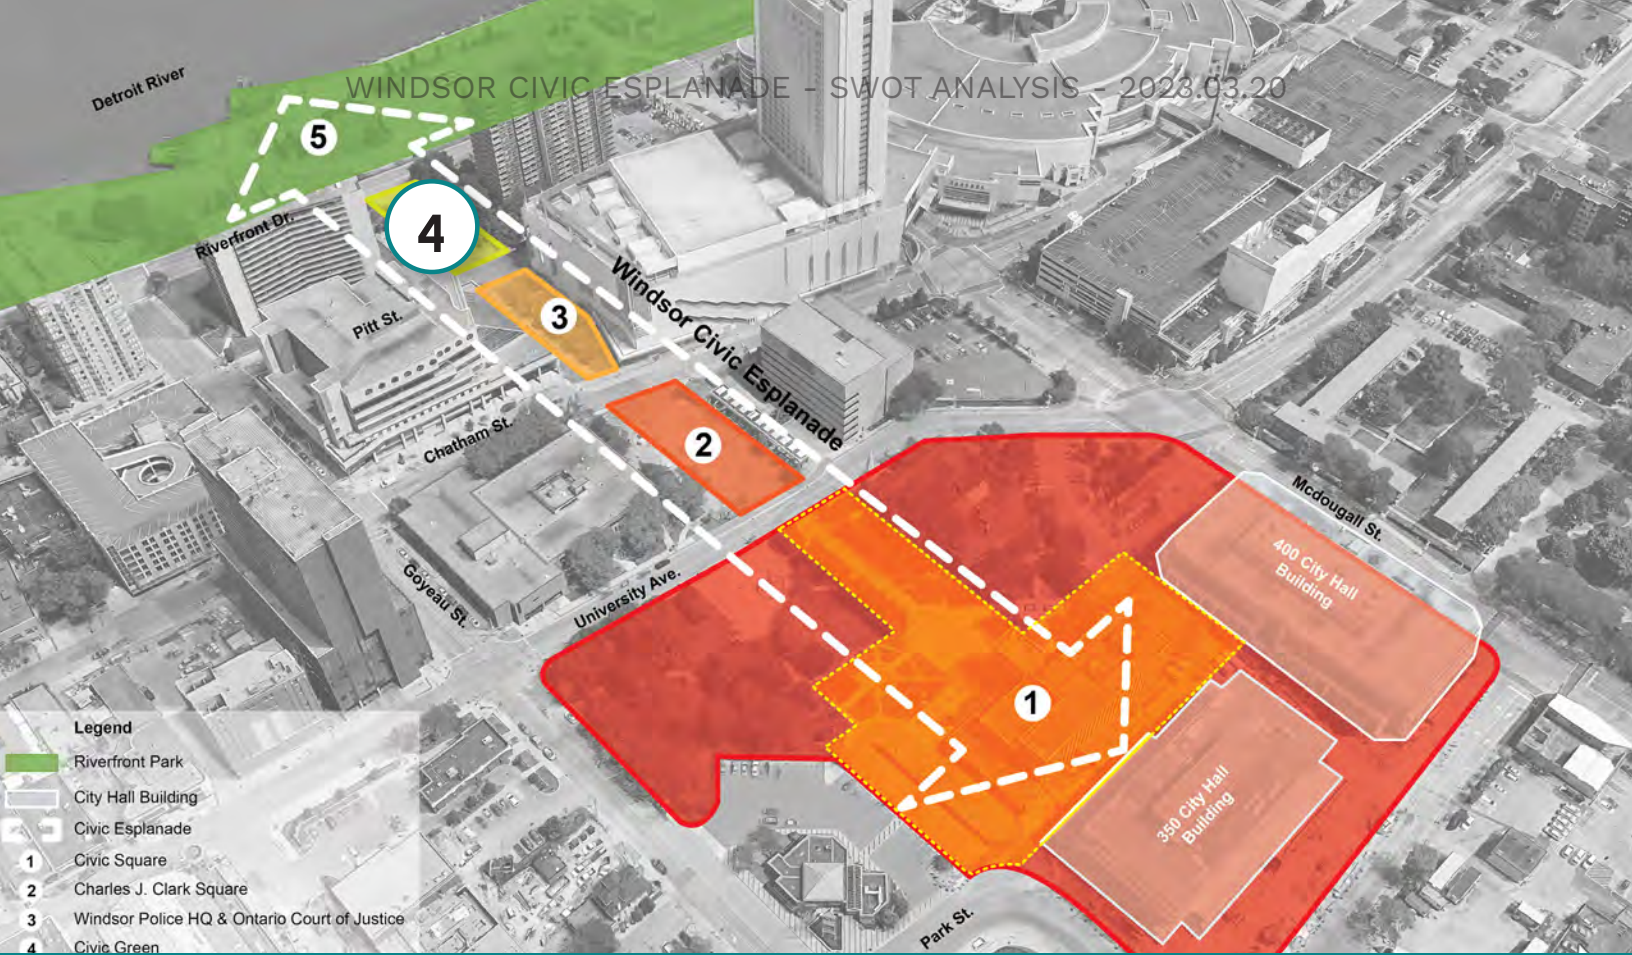 WINDSOR CIVIC ESPLANADE - SWOT ANALYSIS - 2023.03.20
Detroit River
5
4
Riverfront Dr.
Pitt St.
3
Windsor Civic Esplanade
2
Chatham St.
Goyeau St.
University Ave.
Mcdougall St.
400 City Hall
Building
1
350 City Hall
Building
Park St.
Legend
Riverfront Park
City Hall Building
Civic Esplanade
1 Civic Square
2 Charles J. Clark Square
3 Windsor Police HQ & Ontario Court of Justice
4 Civic Green